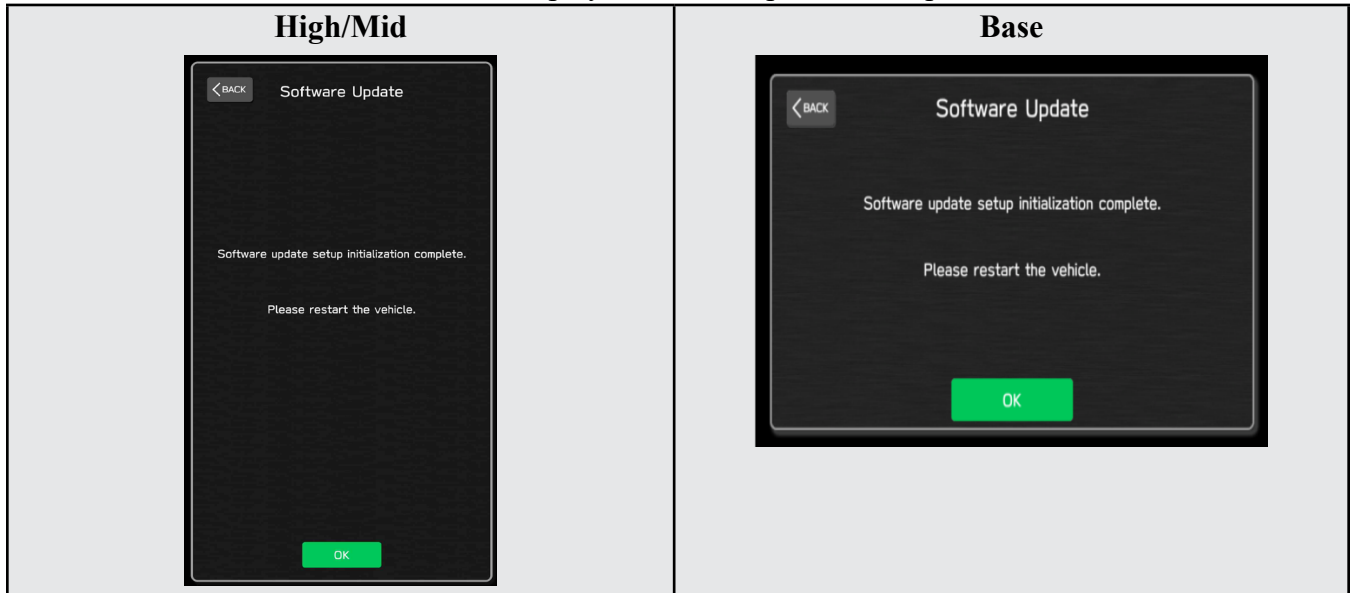 High/Mid
Base
BACK
Software Update
Software update setup initialization complete.
Please restart the vehicle.
OK
BACK
Software Update
Software update setup initialization complete.
Please restart the vehicle.
OK